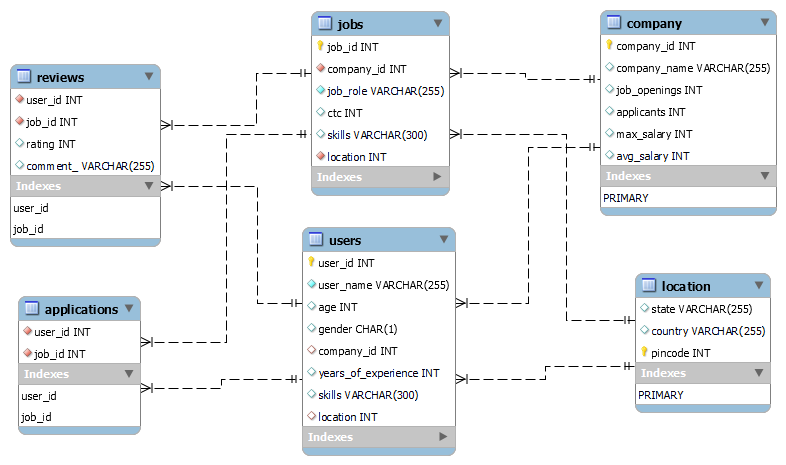 jobs
job_id INT
company_id INT
job_role VARCHAR(255)
ctc INT
skills VARCHAR(300)
location INT
Indexes
company
company_id INT
company_name VARCHAR(255)
job_openings INT
applicants INT
max_salary INT
avg_salary INT
Indexes
PRIMARY
reviews
user_id INT
job_id INT
rating INT
comment_ VARCHAR(255)
Indexes
user_id
job_id
users
user_id INT
user_name VARCHAR(255)
age INT
gender CHAR(1)
company_id INT
years_of_experience INT
skills VARCHAR(300)
location INT
Indexes
location
state VARCHAR(255)
country VARCHAR(255)
pincode INT
Indexes
PRIMARY
applications
user_id INT
job_id INT
Indexes
user_id
job_id